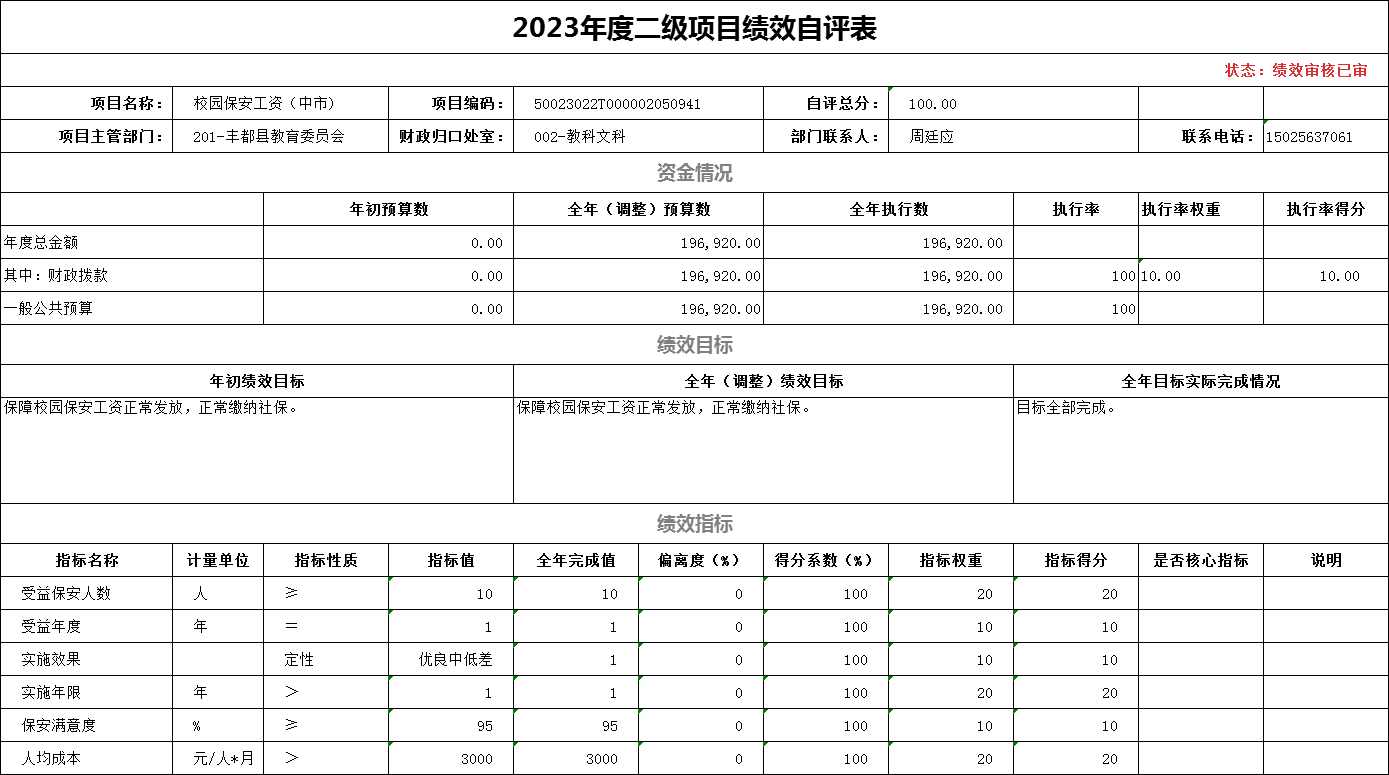 2023年度二级项目绩效自评表
状态：绩效审核已审
项目名称： 校园保安工资（中市） 项目编码： 50023022T000002050941 自评总分： 100.00
项目主管部门： 201-丰都县教育委员会 财政归口处室： 002-教科文科 部门联系人： 周廷应 联系电话： 15025637061
资金情况
年初预算数 全年（调整）预算数 全年执行数 执行率 执行率权重 执行率得分
年度总金额 0.00 196,920.00 196,920.00
其中：财政拨款 0.00 196,920.00 196,920.00 100 10.00 10.00
一般公共预算 0.00 196,920.00 196,920.00 100
绩效目标
年初绩效目标 全年（调整）绩效目标 全年目标实际完成情况
保障校园保安工资正常发放，正常缴纳社保。 保障校园保安工资正常发放，正常缴纳社保。 目标全部完成。
绩效指标
指标名称 计量单位 指标性质 指标值 全年完成值 偏离度（%） 得分系数（%） 指标权重 指标得分 是否核心指标 说明
受益保安人数 人 ≥ 10 10 0 100 20 20
受益年度 年 ＝ 1 1 0 100 10 10
实施效果 定性 优良中低差 1 0 100 10 10
实施年限 年 ＞ 1 1 0 100 20 20
保安满意度 % ≥ 95 95 0 100 10 10
人均成本 元/人*月 ＞ 3000 3000 0 100 20 20